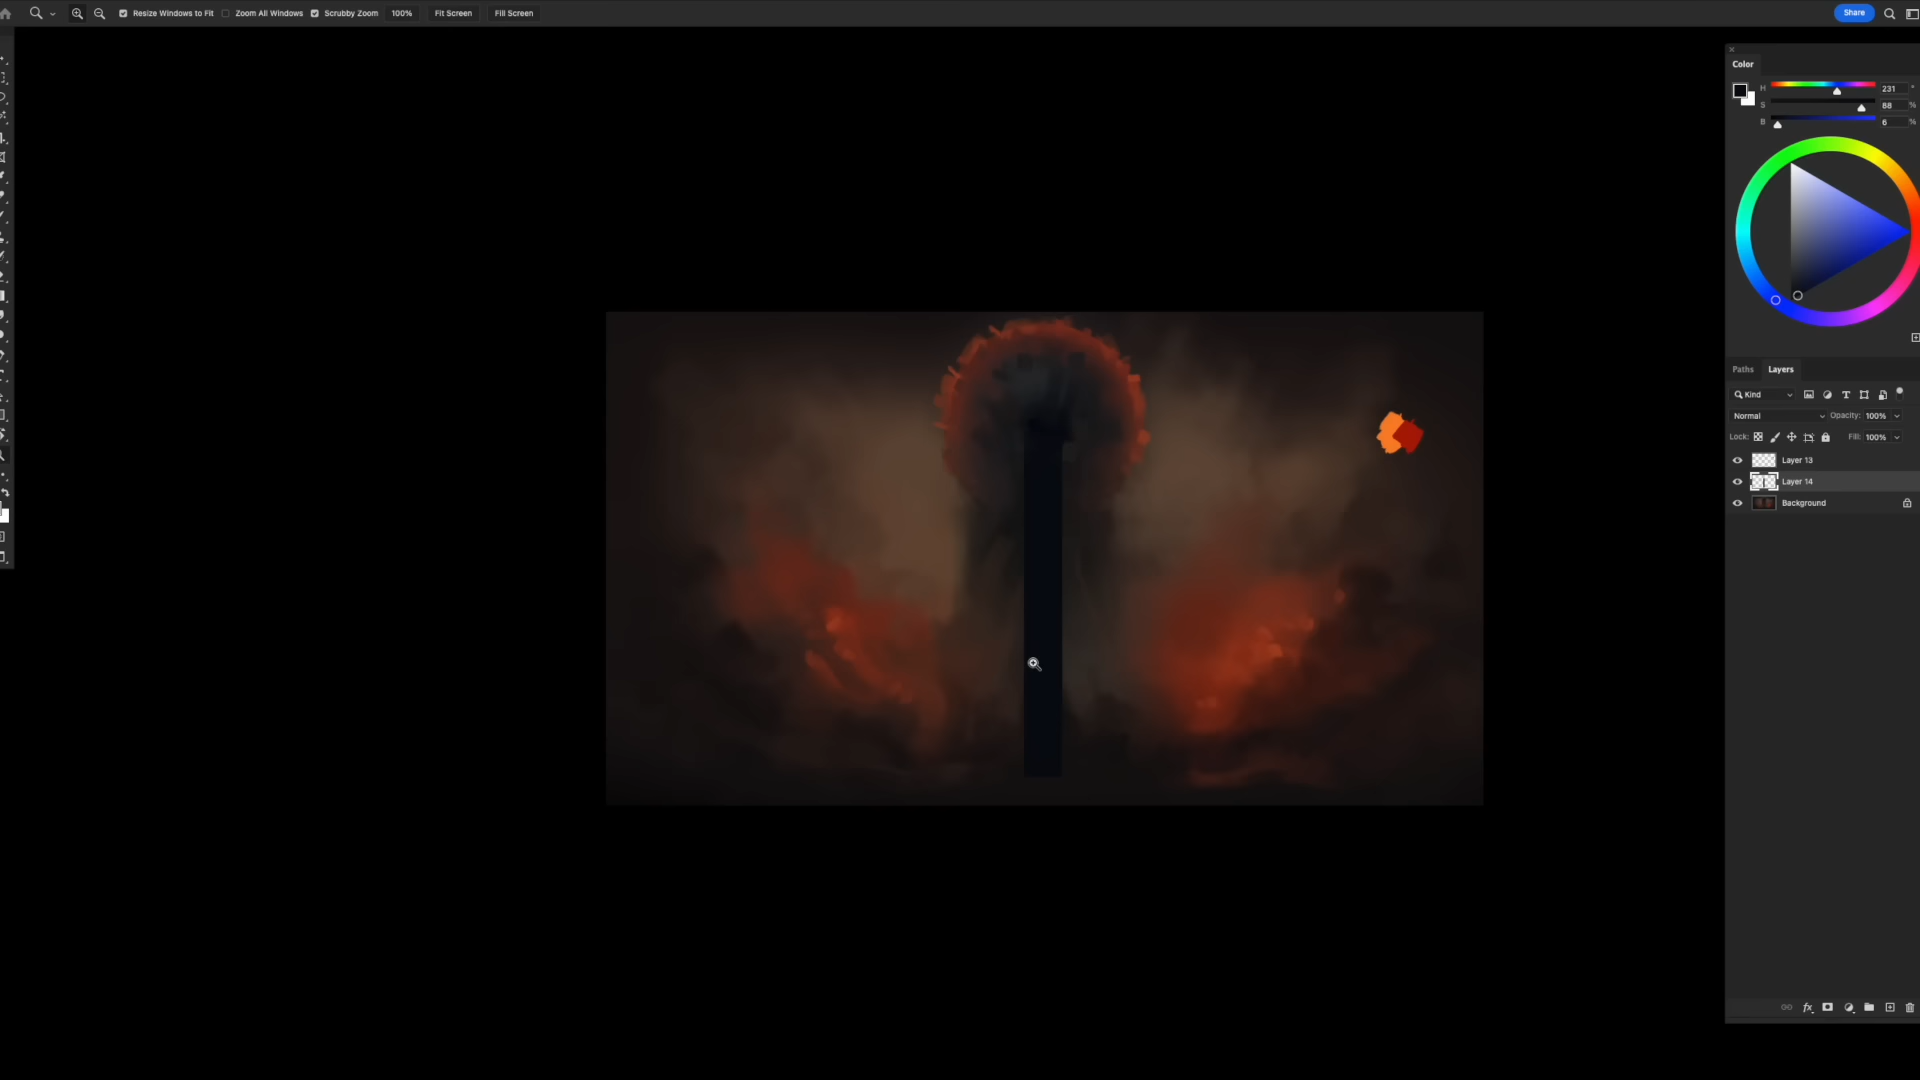 Resize Windows to Fit Zoom All Windows Scrubby Zoom 100% Fit Screen Fill Screen Share
Color
H 231 °
S 88 %
B 6 %
Paths Layers
Kind
Normal Opacity: 100%
Lock: Fill: 100%
Layer 13
Layer 14
Background
fx